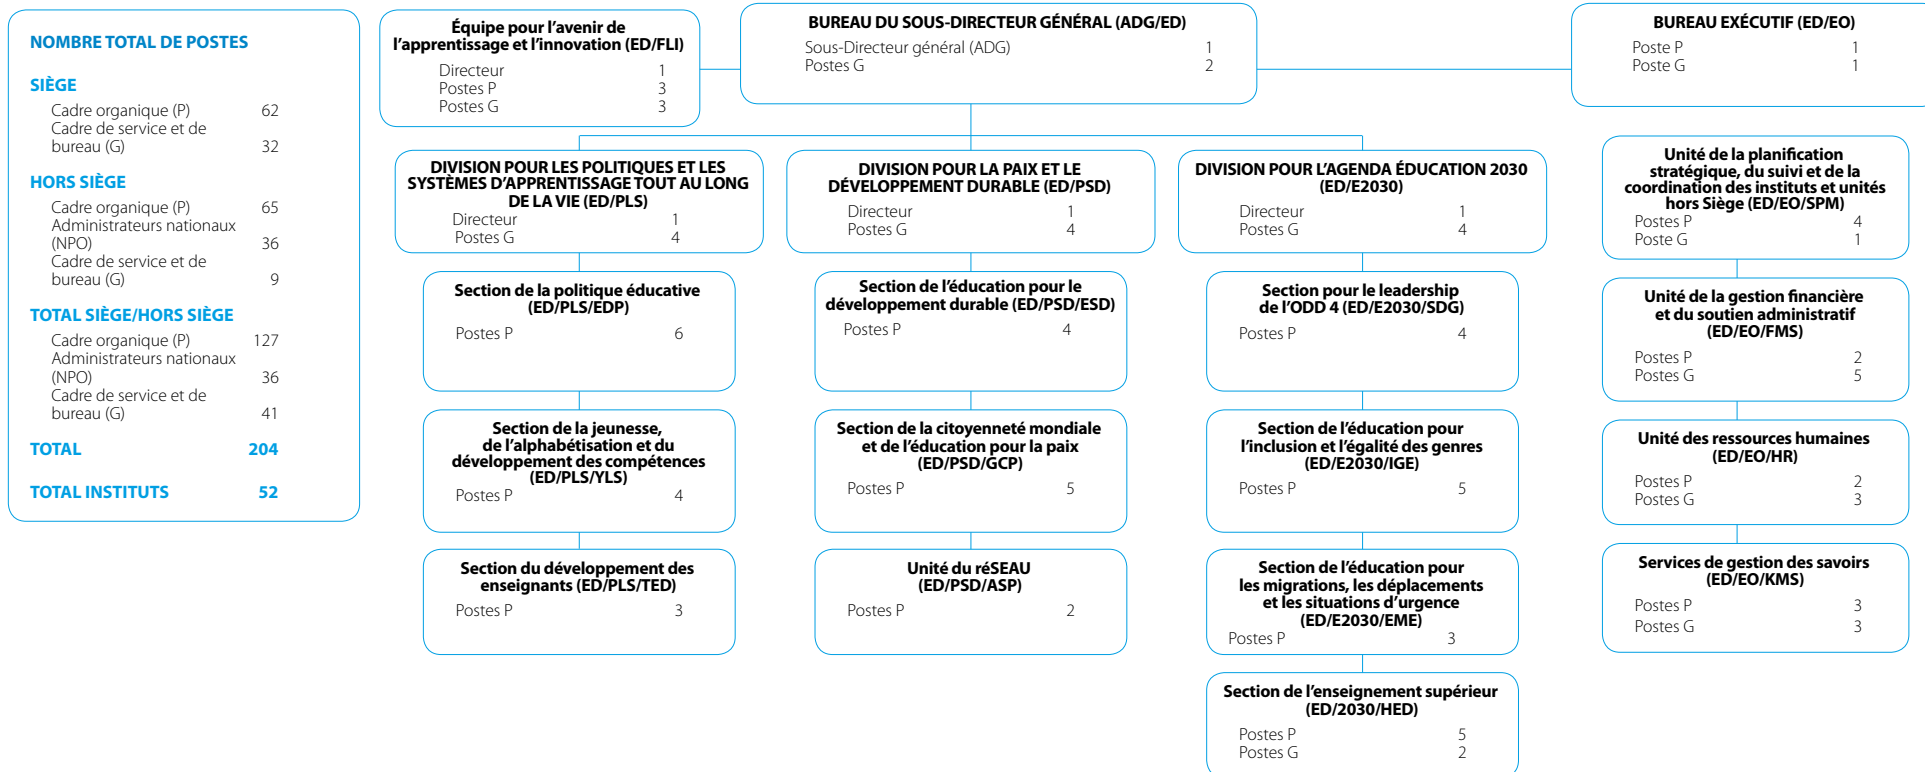 NOMBRE TOTAL DE POSTES
SIÈGE
Cadre organique (P) 62
Cadre de service et de
bureau (G) 32
HORS SIÈGE
Cadre organique (P) 65
Administrateurs nationaux
(NPO) 36
Cadre de service et de
bureau (G) 9
TOTAL SIÈGE/HORS SIÈGE
Cadre organique (P) 127
Administrateurs nationaux
(NPO) 36
Cadre de service et de
bureau (G) 41
TOTAL 204
TOTAL INSTITUTS 52
Équipe pour l’avenir de
l’apprentissage et l’innovation (ED/FLI)
Directeur 1
Postes P 3
Postes G 3
BUREAU DU SOUS-DIRECTEUR GÉNÉRAL (ADG/ED)
Sous-Directeur général (ADG) 1
Postes G 2
BUREAU EXÉCUTIF (ED/EO)
Poste P 1
Poste G 1
DIVISION POUR LES POLITIQUES ET LES
SYSTÈMES D’APPRENTISSAGE TOUT AU LONG
DE LA VIE (ED/PLS)
Directeur 1
Postes G 4
Section de la politique éducative
(ED/PLS/EDP)
Postes P 6
Section de la jeunesse,
de l’alphabétisation et du
développement des compétences
(ED/PLS/YLS)
Postes P 4
Section du développement des
enseignants (ED/PLS/TED)
Postes P 3
DIVISION POUR LA PAIX ET LE
DÉVELOPPEMENT DURABLE (ED/PSD)
Directeur 1
Postes G 4
Section de l’éducation pour le
développement durable (ED/PSD/ESD)
Postes P 4
Section de la citoyenneté mondiale
et de l’éducation pour la paix
(ED/PSD/GCP)
Postes P 5
Unité du réSEAU
(ED/PSD/ASP)
Postes P 2
DIVISION POUR L’AGENDA ÉDUCATION 2030
(ED/E2030)
Directeur 1
Postes G 4
Section pour le leadership
de l’ODD 4 (ED/E2030/SDG)
Postes P 4
Section de l’éducation pour
l’inclusion et l’égalité des genres
(ED/E2030/IGE)
Postes P 5
Section de l’éducation pour
les migrations, les déplacements
et les situations d’urgence
(ED/E2030/EME)
Postes P 3
Section de l’enseignement supérieur
(ED/2030/HED)
Postes P 5
Postes G 2
Unité de la planification
stratégique, du suivi et de la
coordination des instituts et unités
hors Siège (ED/EO/SPM)
Postes P 4
Poste G 1
Unité de la gestion financière
et du soutien administratif
(ED/EO/FMS)
Postes P 2
Postes G 5
Unité des ressources humaines
(ED/EO/HR)
Postes P 2
Postes G 3
Services de gestion des savoirs
(ED/EO/KMS)
Postes P 3
Postes G 3